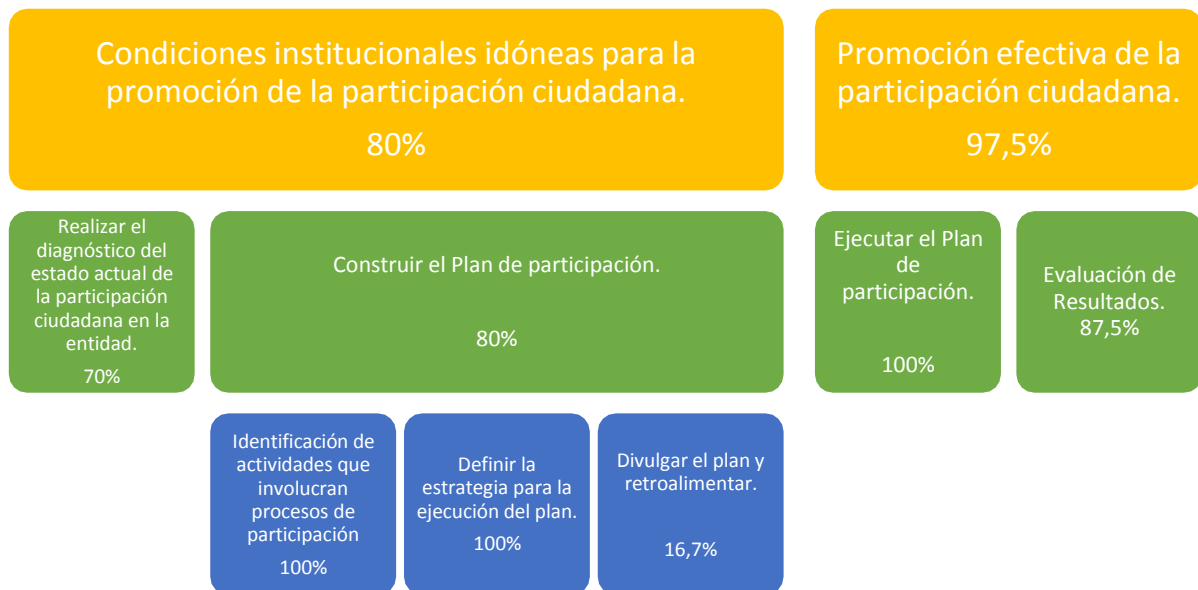 Condiciones institucionales idóneas para la
promoción de la participación ciudadana.
80%
Promoción efectiva de la
participación ciudadana.
97,5%
Realizar el
diagnóstico del
estado actual de
la participación
ciudadana en la
entidad.
70%
Construir el Plan de participación.
80%
Ejecutar el Plan
de
participación.
100%
Evaluación de
Resultados.
87,5%
Identificación de
actividades que
involucran
procesos de
participación
100%
Definir la
estrategia para la
ejecución del plan.
100%
Divulgar el plan y
retroalimentar.
16,7%